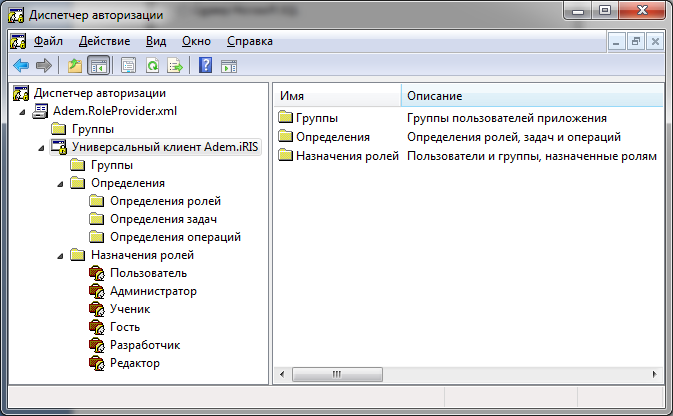 Диспетчер авторизации
Файл Действие Вид Окно Справка
Диспетчер авторизации
Adem.RoleProvider.xml
Группы
Универсальный клиент Adem.iRIS
Группы
Определения
Определения ролей
Определения задач
Определения операций
Назначения ролей
Пользователь
Администратор
Ученик
Гость
Разработчик
Редактор
Имя Описание
Группы Группы пользователей приложения
Определения Определения ролей, задач и операций
Назначения ролей Пользователи и группы, назначенные ролям